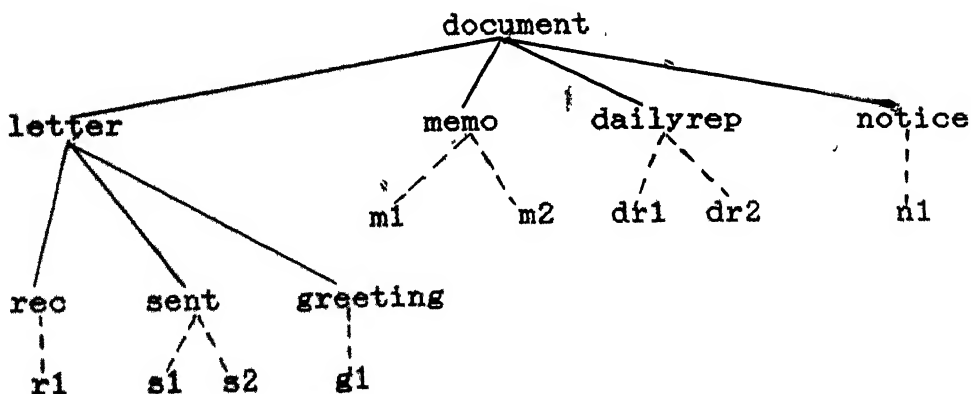 document
letter memo dailyrep notice
m1 m2 dr1 dr2 n1
rec sent greeting
r1 s1 s2 g1